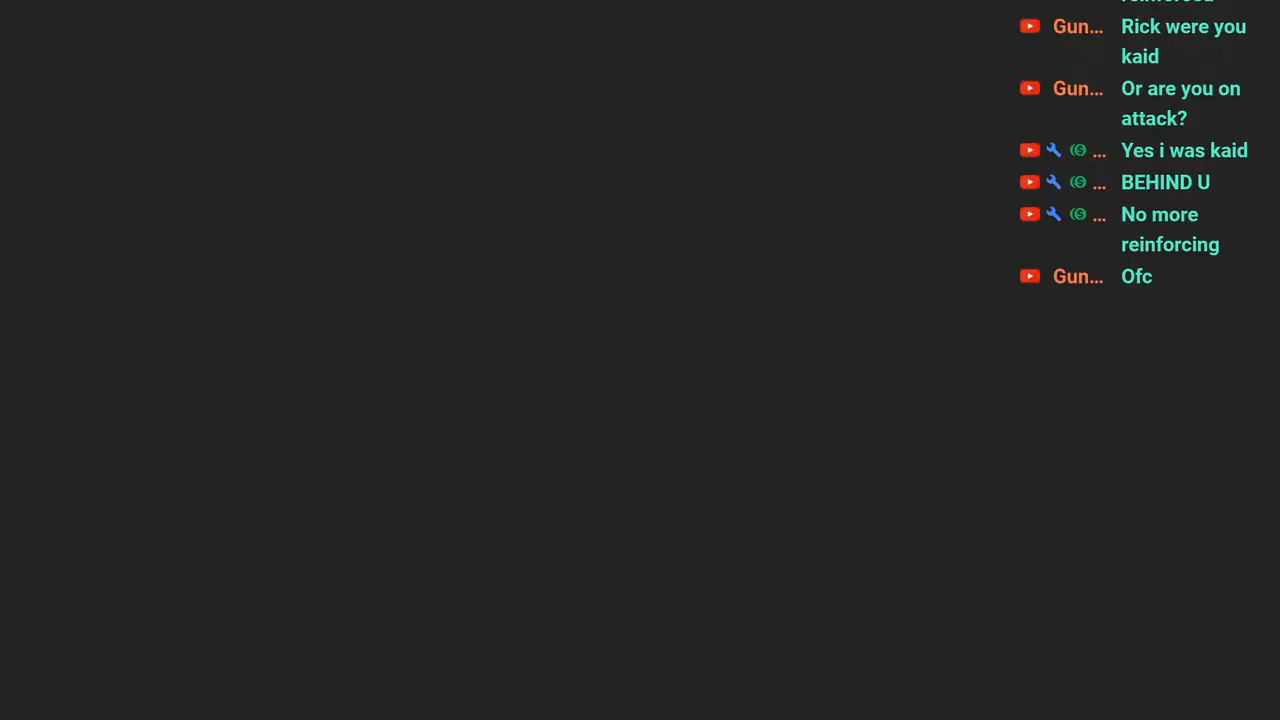 Gun... Rick were you
kaid
Gun... Or are you on
attack?
... Yes i was kaid
... BEHIND U
... No more
reinforcing
Gun... Ofc